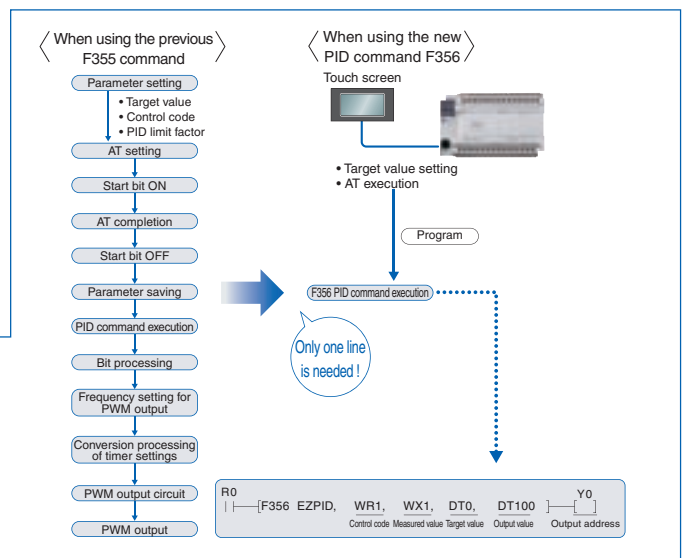 When using the previous
F355 command
Parameter setting
• Target value
• Control code
• PID limit factor
AT setting
Start bit ON
AT completion
Start bit OFF
Parameter saving
PID command execution
Bit processing
Frequency setting for
PWM output
Conversion processing
of timer settings
PWM output circuit
PWM output
When using the new
PID command F356
Touch screen
• Target value setting
• AT execution
Program
F356 PID command execution
Only one line
is needed !
R0
[F356 EZPID, WR1, WX1, DT0, DT100 ] [ ] Y0
Control code Measured value Target value Output value Output address